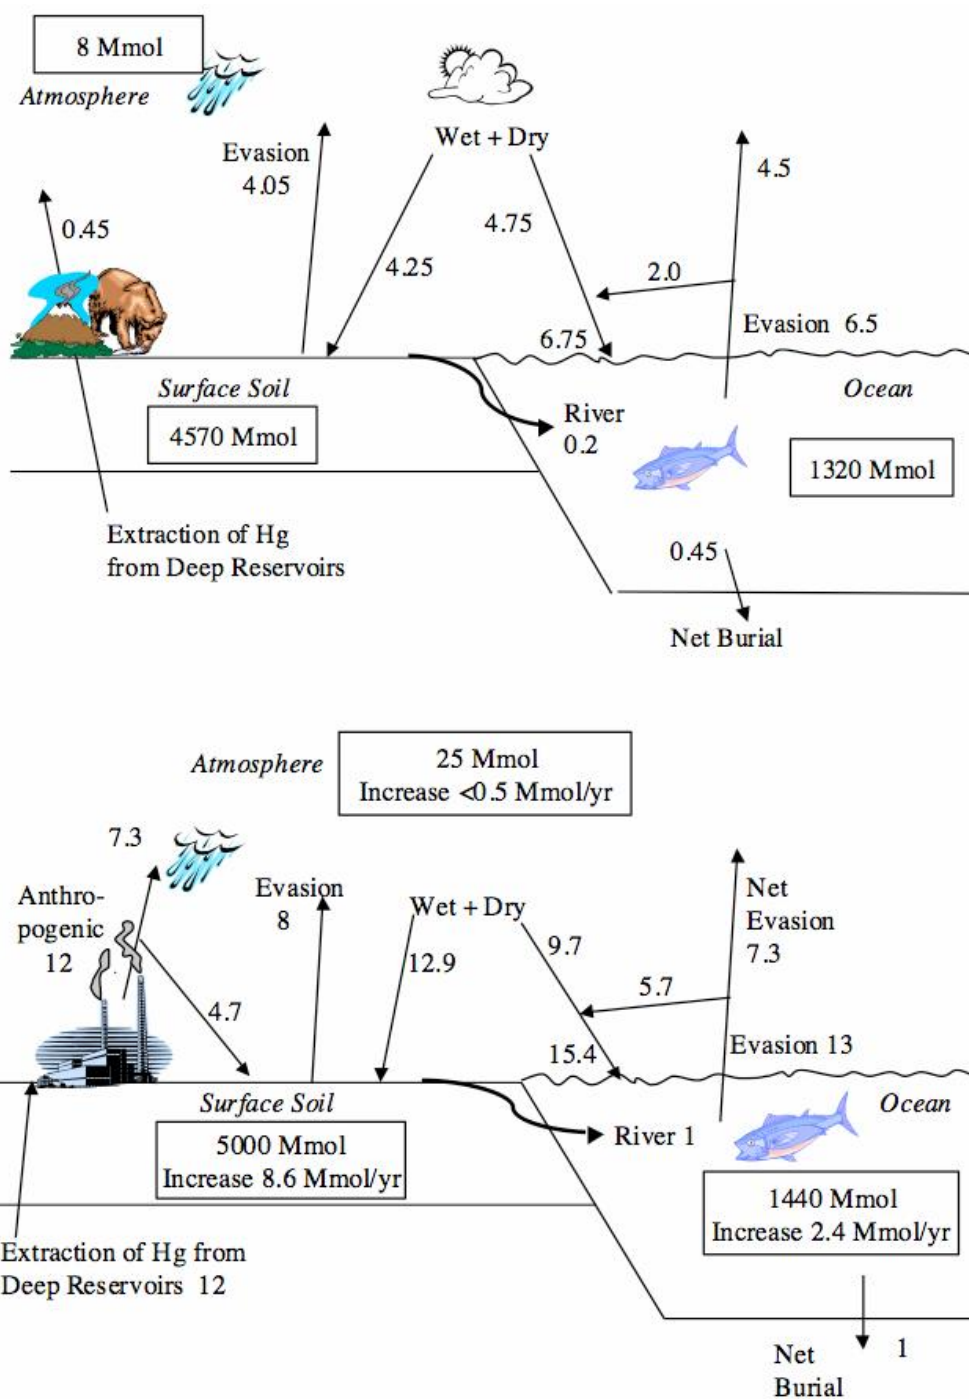 8 Mmol
Atmosphere
Evasion
4.05
Wet + Dry
4.5
0.45
4.75
4.25
2.0
Evasion 6.5
6.75
Surface Soil
Ocean
4570 Mmol
River
0.2
1320 Mmol
Extraction of Hg
from Deep Reservoirs
0.45
Net Burial
Atmosphere
25 Mmol
Increase <0.5 Mmol/yr
7.3
Anthro-
pogenic
12
Evasion
8
Wet + Dry
Net
Evasion
7.3
9.7
12.9
5.7
4.7
15.4
Evasion 13
Surface Soil
Ocean
5000 Mmol
Increase 8.6 Mmol/yr
River 1
1440 Mmol
Increase 2.4 Mmol/yr
Extraction of Hg from
Deep Reservoirs 12
Net
Burial
1